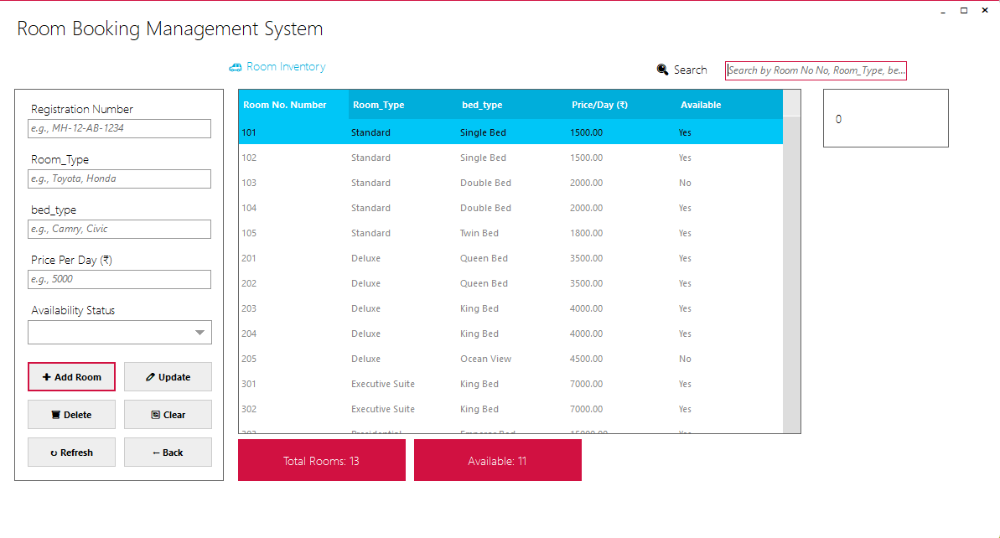 Room Booking Management System
Room Inventory
Search
Search by Room No No, Room_Type, be...
Registration Number
e.g., MH-12-AB-1234
Room_Type
e.g., Toyota, Honda
bed_type
e.g., Camry, Civic
Price Per Day (₹)
e.g., 5000
Availability Status
Add Room
Update
Delete
Clear
Refresh
Back
Room No. Number Room_Type bed_type Price/Day (₹) Available
101 Standard Single Bed 1500.00 Yes
102 Standard Single Bed 1500.00 Yes
103 Standard Double Bed 2000.00 No
104 Standard Double Bed 2000.00 Yes
105 Standard Twin Bed 1800.00 Yes
201 Deluxe Queen Bed 3500.00 Yes
202 Deluxe Queen Bed 3500.00 Yes
203 Deluxe King Bed 4000.00 Yes
204 Deluxe King Bed 4000.00 Yes
205 Deluxe Ocean View 4500.00 No
301 Executive Suite King Bed 7000.00 Yes
302 Executive Suite King Bed 7000.00 Yes
0
Total Rooms: 13
Available: 11